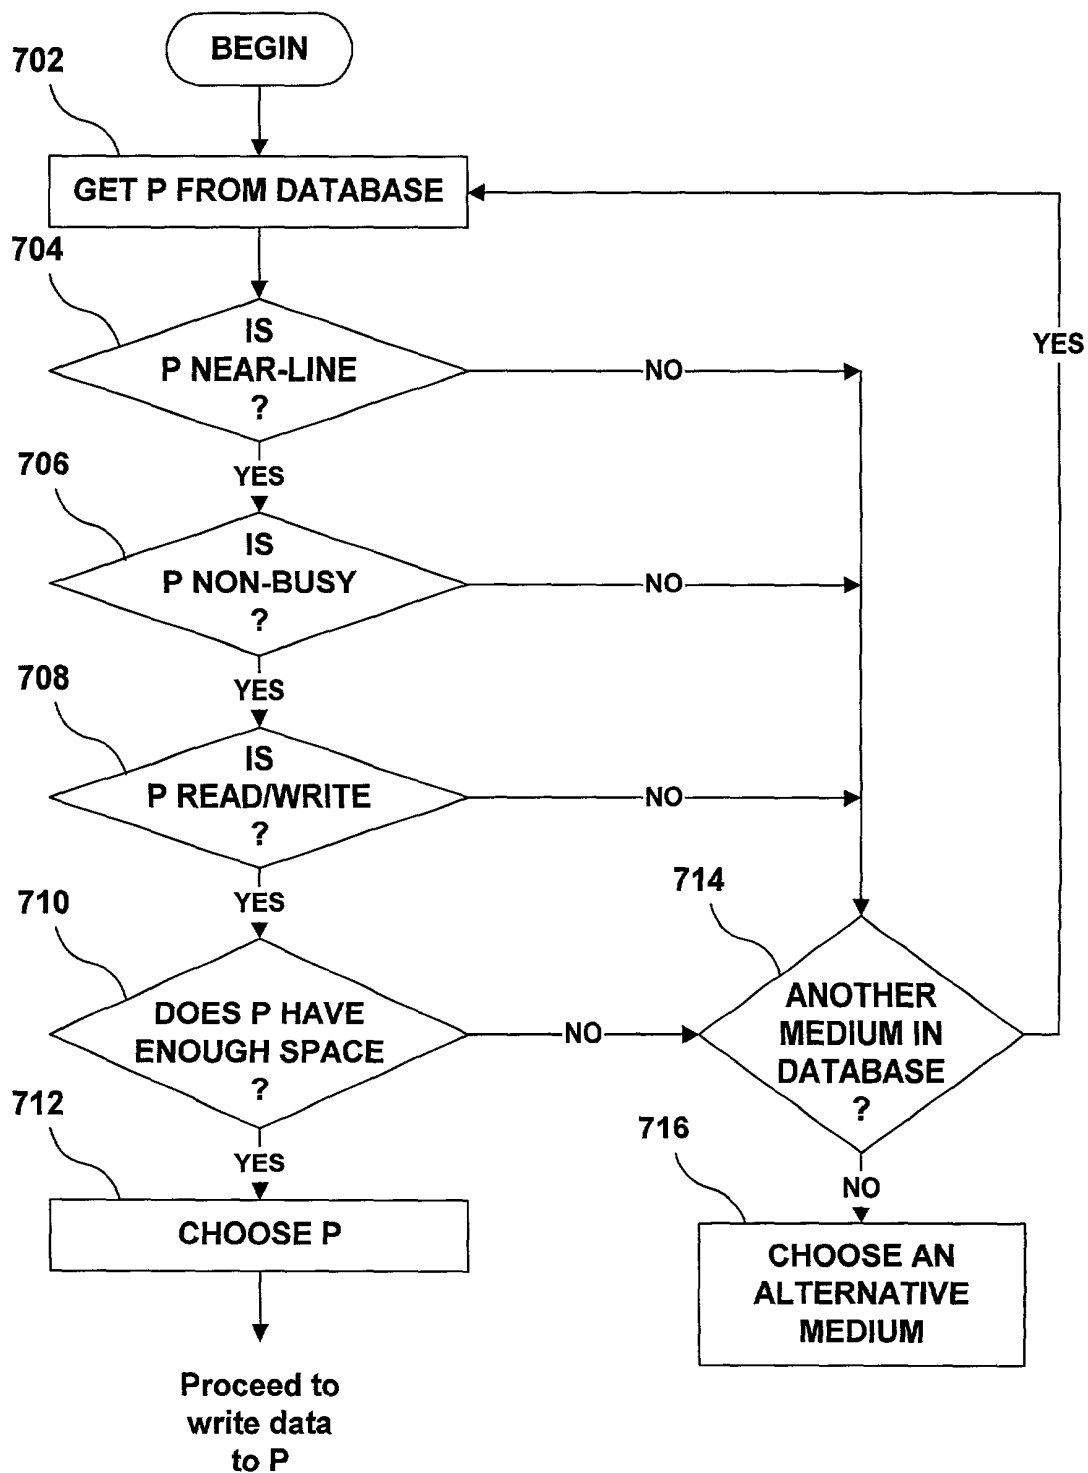 BEGIN
702
GET P FROM DATABASE
704
IS
P NEAR-LINE
?
NO
YES
YES
706
IS
P NON-BUSY
?
NO
YES
708
IS
P READ/WRITE
?
NO
YES
710
DOES P HAVE
ENOUGH SPACE
?
NO
714
ANOTHER
MEDIUM IN
DATABASE
?
YES
712
CHOOSE P
NO
716
CHOOSE AN
ALTERNATIVE
MEDIUM
Proceed to
write data
to P